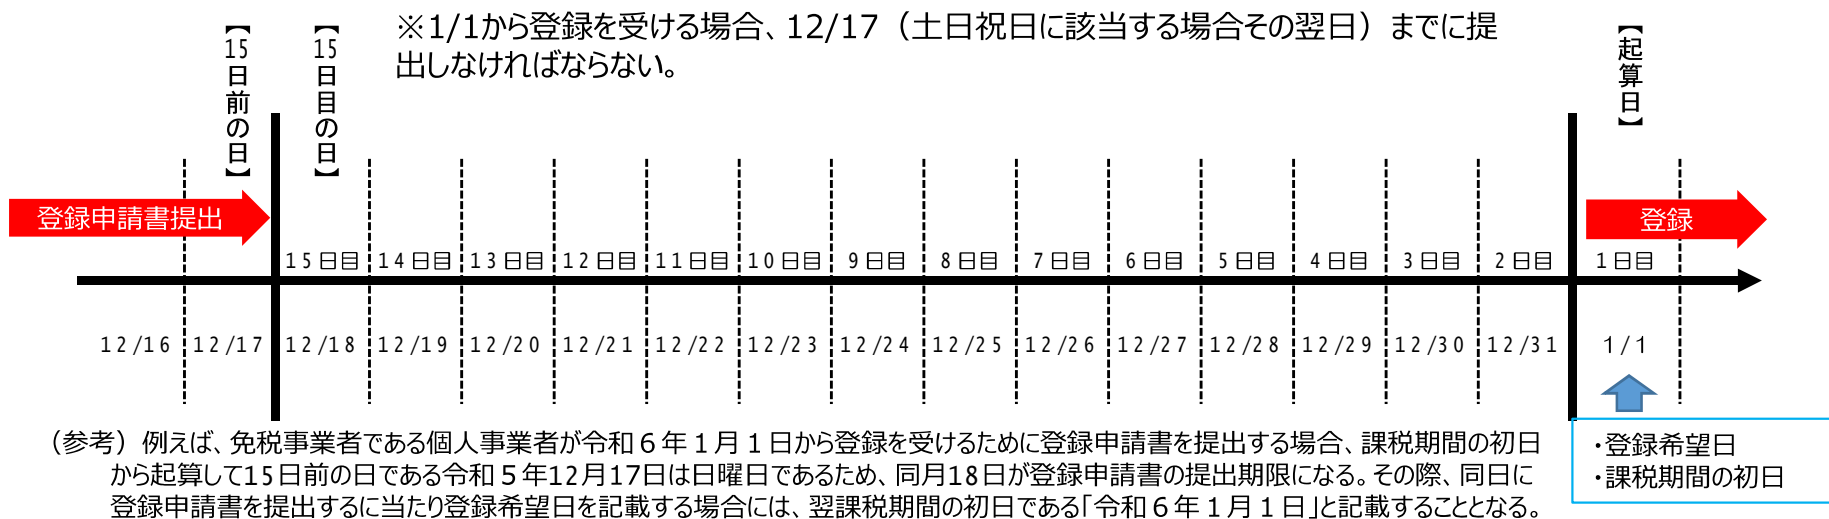 ※1/1から登録を受ける場合、12/17（土日祝日に該当する場合その翌日）までに提
出しなければならない。
【15日前の日】
【15日目の日】
【起算日】
登録申請書提出
登録
15日目 14日目 13日目 12日目 11日目 10日目 9日目 8日目 7日目 6日目 5日目 4日目 3日目 2日目 1日目
12/16 12/17 12/18 12/19 12/20 12/21 12/22 12/23 12/24 12/25 12/26 12/27 12/28 12/29 12/30 12/31 1/1
（参考）例えば、免税事業者である個人事業者が令和６年１月１日から登録を受けるために登録申請書を提出する場合、課税期間の初日
から起算して15日前の日である令和５年12月17日は日曜日であるため、同月18日が登録申請書の提出期限になる。その際、同日に
登録申請書を提出するに当たり登録希望日を記載する場合には、翌課税期間の初日である「令和６年１月１日」と記載することとなる。
・登録希望日
・課税期間の初日